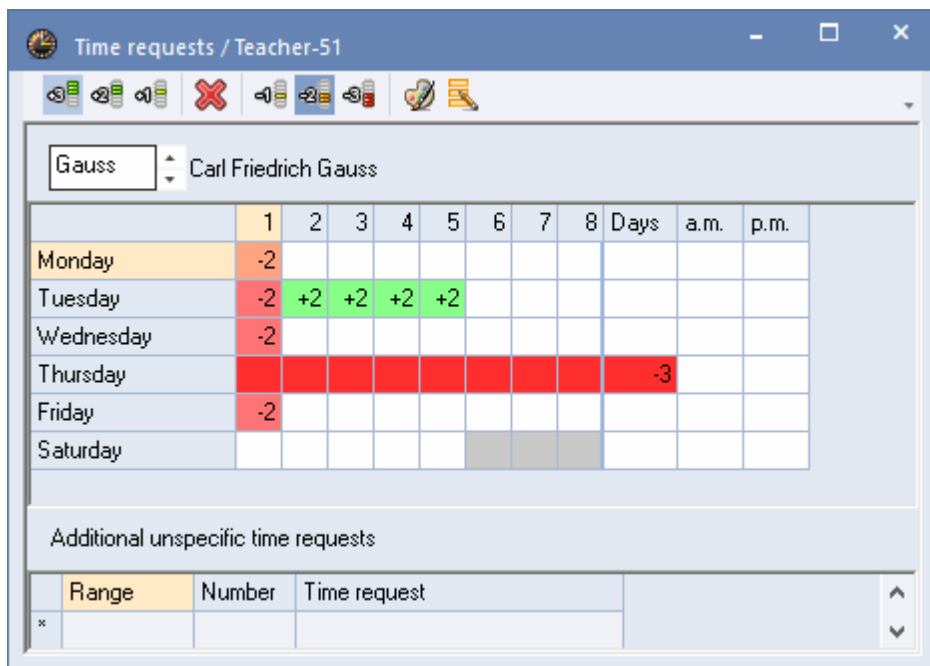 Time requests / Teacher-51
Gauss Carl Friedrich Gauss
1 2 3 4 5 6 7 8 Days a.m. p.m.
Monday -2
Tuesday -2 +2 +2 +2 +2
Wednesday -2
Thursday -3
Friday -2
Saturday
Additional unspecific time requests
Range Number Time request
*